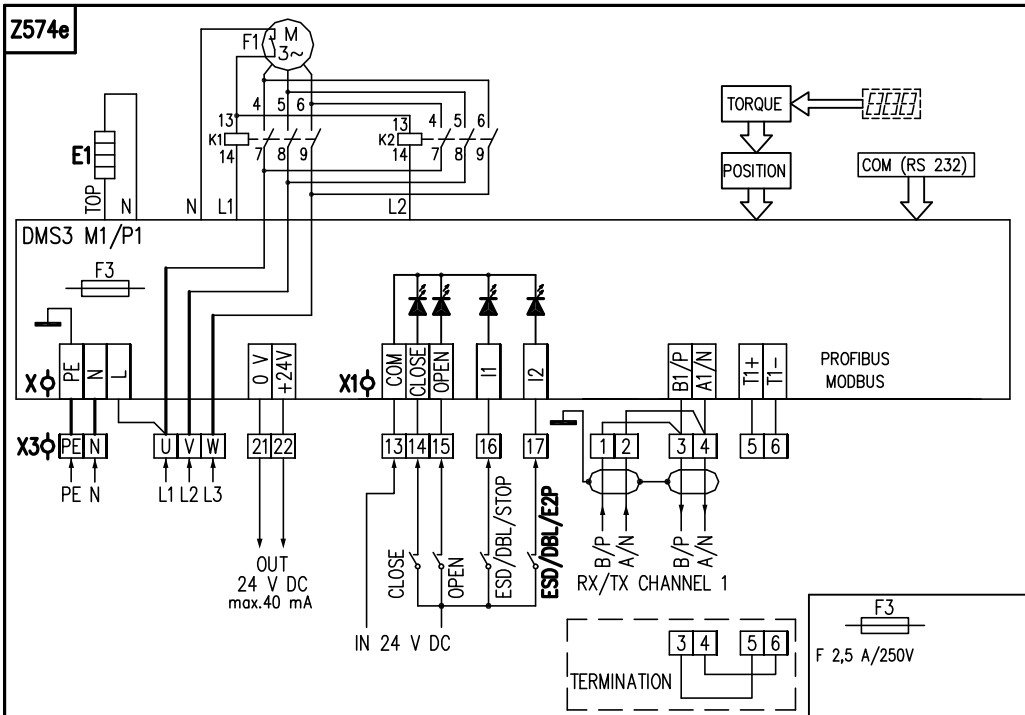 Z574e
F1
M
3~
4 5 6
13
K1
14
7 8 9
13
K2
14
4 5 6
7 8 9
E1
TOP
N
N
L1
L2
TORQUE
POSITION
COM (RS 232)
DMS3 M1/P1
F3
X
PE
N
L
0 V
+24V
X1
COM
CLOSE
OPEN
I1
I2
B1/P
A1/N
T1+
T1-
PROFIBUS
MODBUS
X3
PE N
U V W
21 22
13 14 15
16
17
1 2
3 4
5 6
PE N
L1 L2 L3
OUT
24 V DC
max.40 mA
CLOSE
OPEN
ESD/DBL/STOP
ESD/DBL/E2P
IN 24 V DC
B/P
A/N
B/P
A/N
RX/TX CHANNEL 1
TERMINATION
3 4
5 6
F3
F 2,5 A/250V